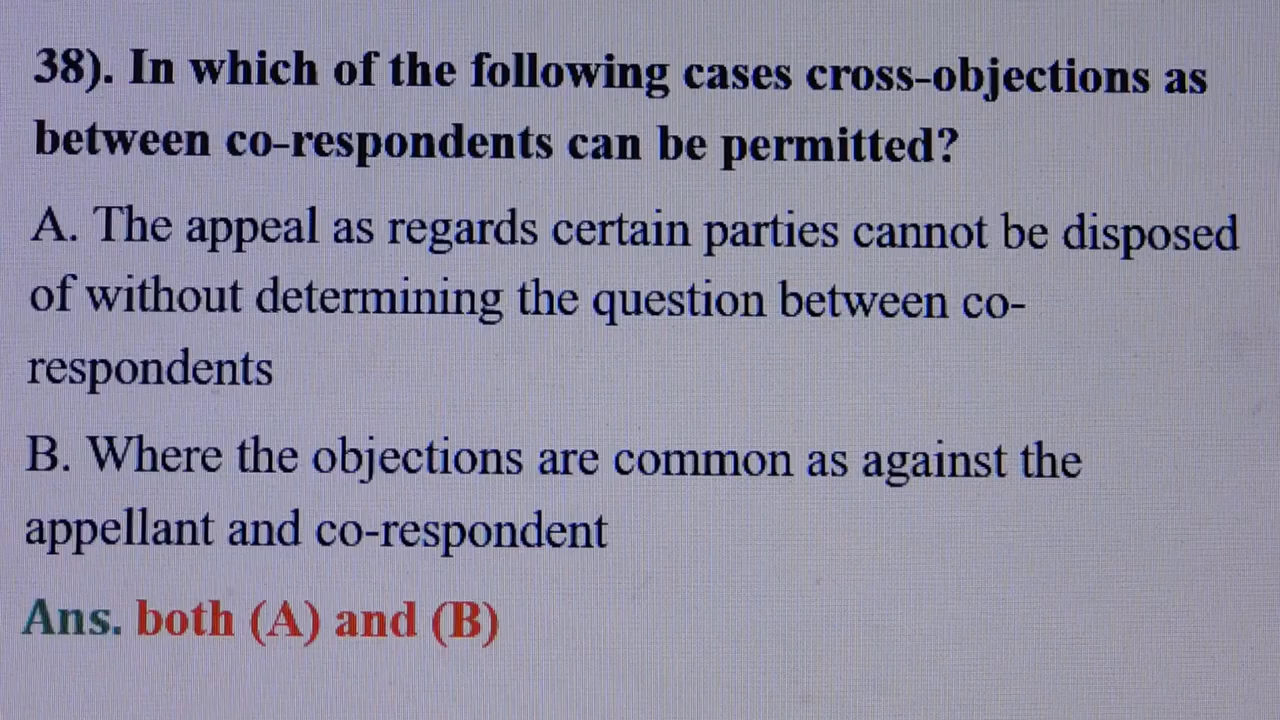 38). In which of the following cases cross-objections as
between co-respondents can be permitted?
A. The appeal as regards certain parties cannot be disposed
of without determining the question between co-
respondents
B. Where the objections are common as against the
appellant and co-respondent
Ans. both (A) and (B)